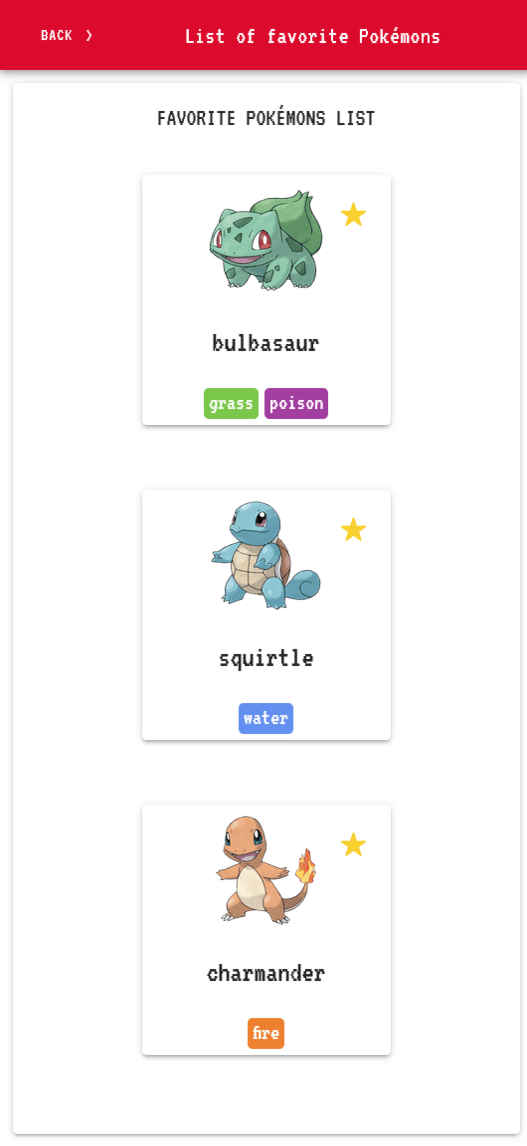 BACK ❯
List of favorite Pokémons
FAVORITE POKÉMONS LIST
bulbasaur
grass poison
squirtle
water
charmander
fire